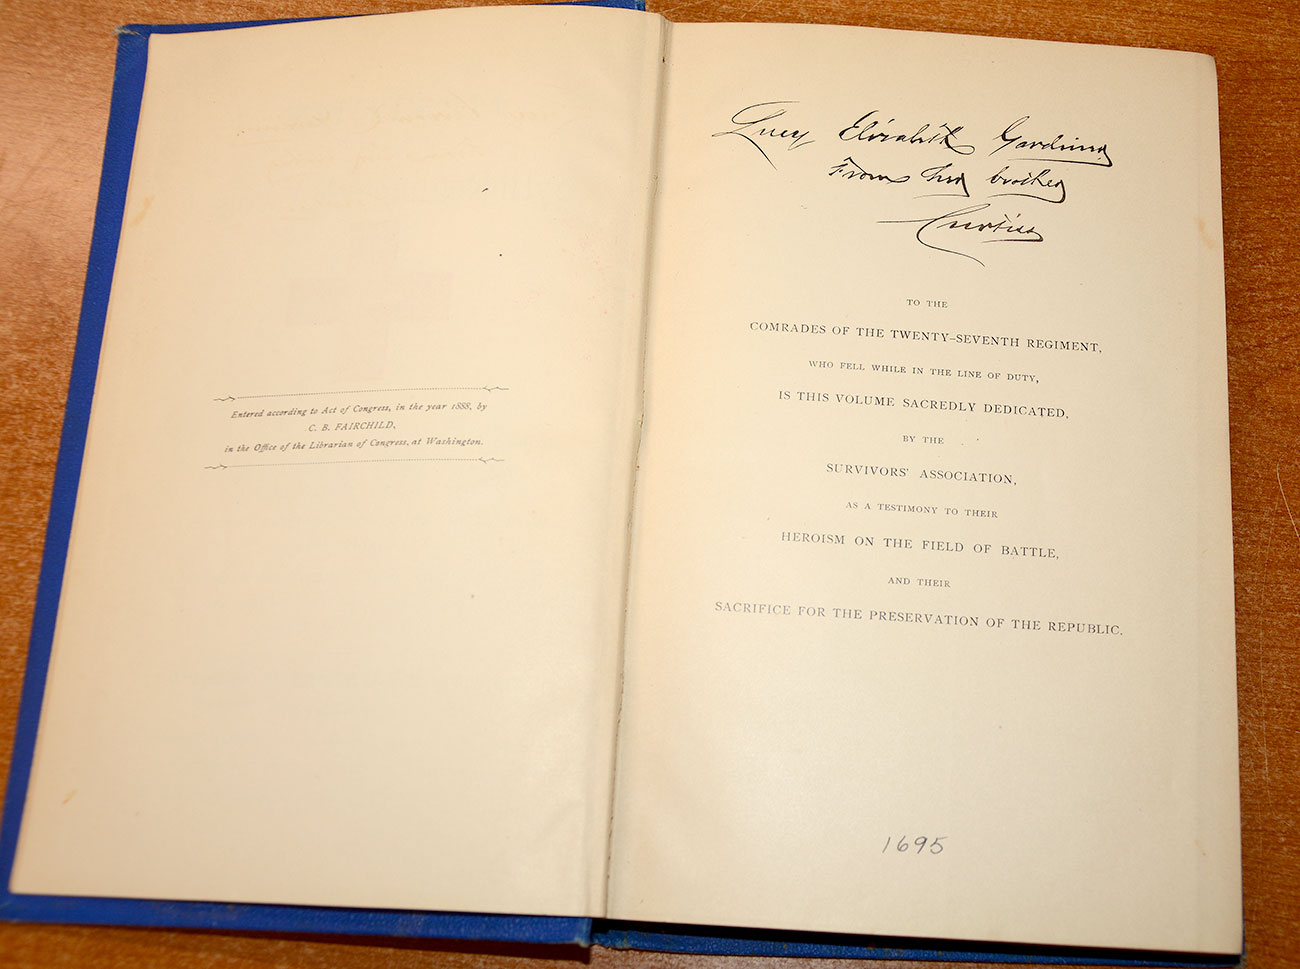 Entered according to Act of Congress, in the year 1888, by
C. B. FAIRCHILD,
in the Office of the Librarian of Congress, at Washington.
Lucy Elizabeth Gardiner
From her brother
Curtiss
TO THE
COMRADES OF THE TWENTY-SEVENTH REGIMENT,
WHO FELL WHILE IN THE LINE OF DUTY,
IS THIS VOLUME SACREDLY DEDICATED,
BY THE
SURVIVORS' ASSOCIATION,
AS A TESTIMONY TO THEIR
HEROISM ON THE FIELD OF BATTLE,
AND THEIR
SACRIFICE FOR THE PRESERVATION OF THE REPUBLIC.
1695